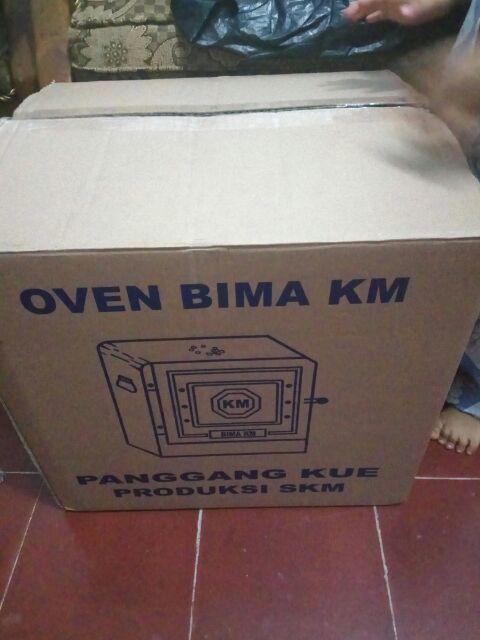 OVEN BIMA KM
KM
BIMA KM
PANGGANG KUE
PRODUKSI SKM